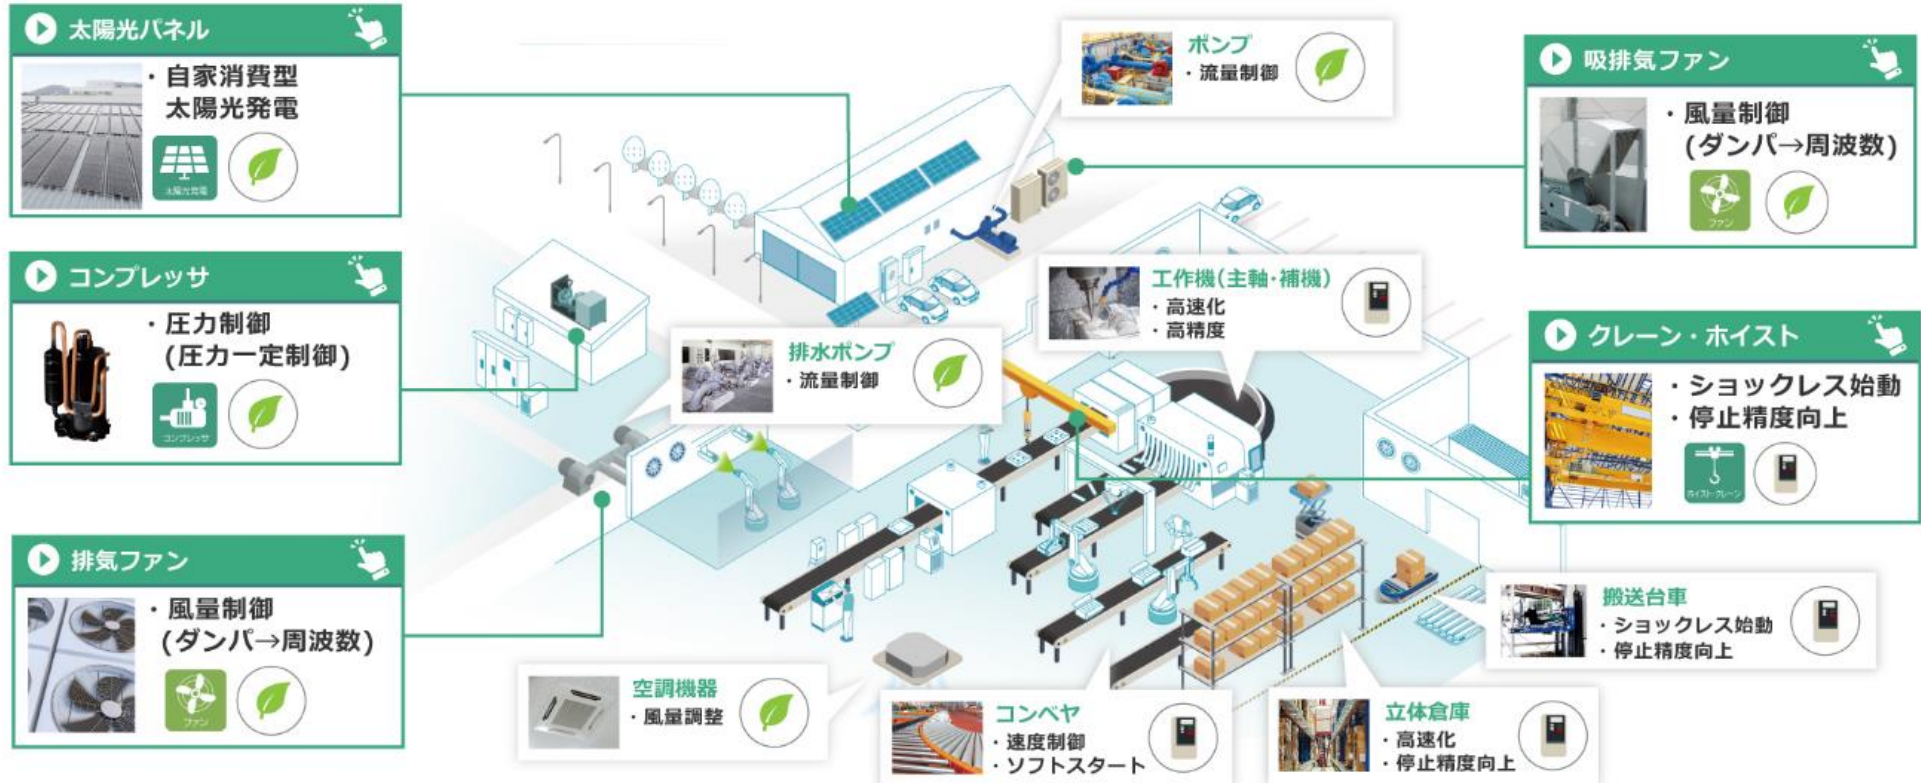 太陽光パネル
・自家消費型
太陽光発電
太陽光発電
コンプレッサ
・圧力制御
(圧力一定制御)
コンプレッサ
排気ファン
・風量制御
(ダンパ→周波数)
ファン
ポンプ
・流量制御
排水ポンプ
・流量制御
工作機(主軸・補機)
・高速化
・高精度
空調機器
・風量調整
コンベヤ
・速度制御
・ソフトスタート
立体倉庫
・高速化
・停止精度向上
搬送台車
・ショックレス始動
・停止精度向上
吸排気ファン
・風量制御
(ダンパ→周波数)
ファン
クレーン・ホイスト
・ショックレス始動
・停止精度向上
ホイスト・クレーン